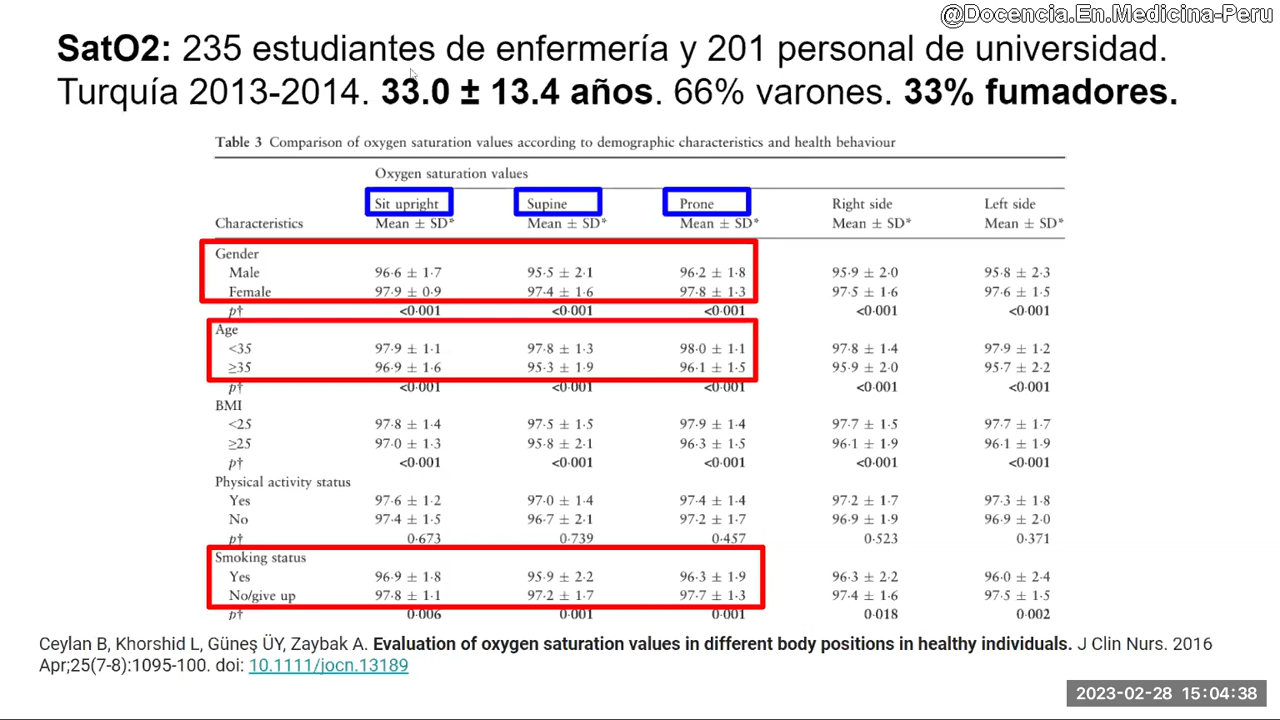 @Docencia.En.Medicina-Peru
SatO2: 235 estudiantes de enfermería y 201 personal de universidad.
Turquía 2013-2014. 33.0 ± 13.4 años. 66% varones. 33% fumadores.
Table 3 Comparison of oxygen saturation values according to demographic characteristics and health behaviour
Oxygen saturation values
Sit upright Supine Prone Right side Left side
Characteristics Mean ± SD* Mean ± SD* Mean ± SD* Mean ± SD* Mean ± SD*
Gender
Male 96·6 ± 1·7 95·5 ± 2·1 96·2 ± 1·8 95·9 ± 2·0 95·8 ± 2·3
Female 97·9 ± 0·9 97·4 ± 1·6 97·8 ± 1·3 97·5 ± 1·6 97·6 ± 1·5
p† <0·001 <0·001 <0·001 <0·001 <0·001
Age
<35 97·9 ± 1·1 97·8 ± 1·3 98·0 ± 1·1 97·8 ± 1·4 97·9 ± 1·2
≥35 96·9 ± 1·6 95·3 ± 1·9 96·1 ± 1·5 95·9 ± 2·0 95·7 ± 2·2
p† <0·001 <0·001 <0·001 <0·001 <0·001
BMI
<25 97·8 ± 1·4 97·5 ± 1·5 97·9 ± 1·4 97·7 ± 1·5 97·7 ± 1·7
≥25 97·0 ± 1·3 95·8 ± 2·1 96·3 ± 1·5 96·1 ± 1·9 96·1 ± 1·9
p† <0·001 <0·001 <0·001 <0·001 <0·001
Physical activity status
Yes 97·6 ± 1·2 97·0 ± 1·4 97·4 ± 1·4 97·2 ± 1·7 97·3 ± 1·8
No 97·4 ± 1·5 96·7 ± 2·1 97·2 ± 1·7 96·9 ± 1·9 96·9 ± 2·0
p† 0·673 0·739 0·457 0·523 0·371
Smoking status
Yes 96·9 ± 1·8 95·9 ± 2·2 96·3 ± 1·9 96·3 ± 2·2 96·0 ± 2·4
No/give up 97·8 ± 1·1 97·2 ± 1·7 97·7 ± 1·3 97·4 ± 1·6 97·5 ± 1·5
p† 0·006 0·001 0·001 0·018 0·002
Ceylan B, Khorshid L, Güneş ÜY, Zaybak A. Evaluation of oxygen saturation values in different body positions in healthy individuals. J Clin Nurs. 2016
Apr;25(7-8):1095-100. doi: 10.1111/jocn.13189
2023-02-28 15:04:38